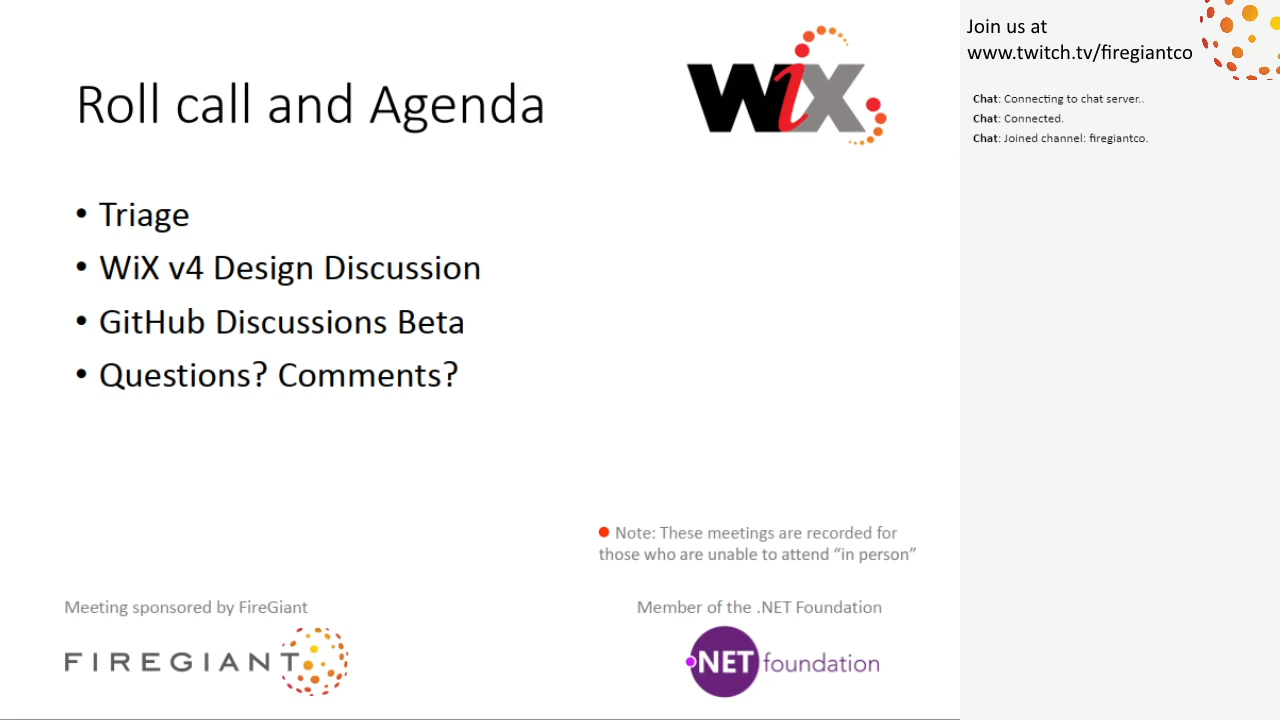 Roll call and Agenda
WiX
• Triage
• WiX v4 Design Discussion
• GitHub Discussions Beta
• Questions? Comments?
Note: These meetings are recorded for
those who are unable to attend “in person”
Meeting sponsored by FireGiant
FIREGIANT
Member of the .NET Foundation
.NET foundation
Join us at
www.twitch.tv/firegiantco
Chat: Connecting to chat server..
Chat: Connected.
Chat: Joined channel: firegiantco.